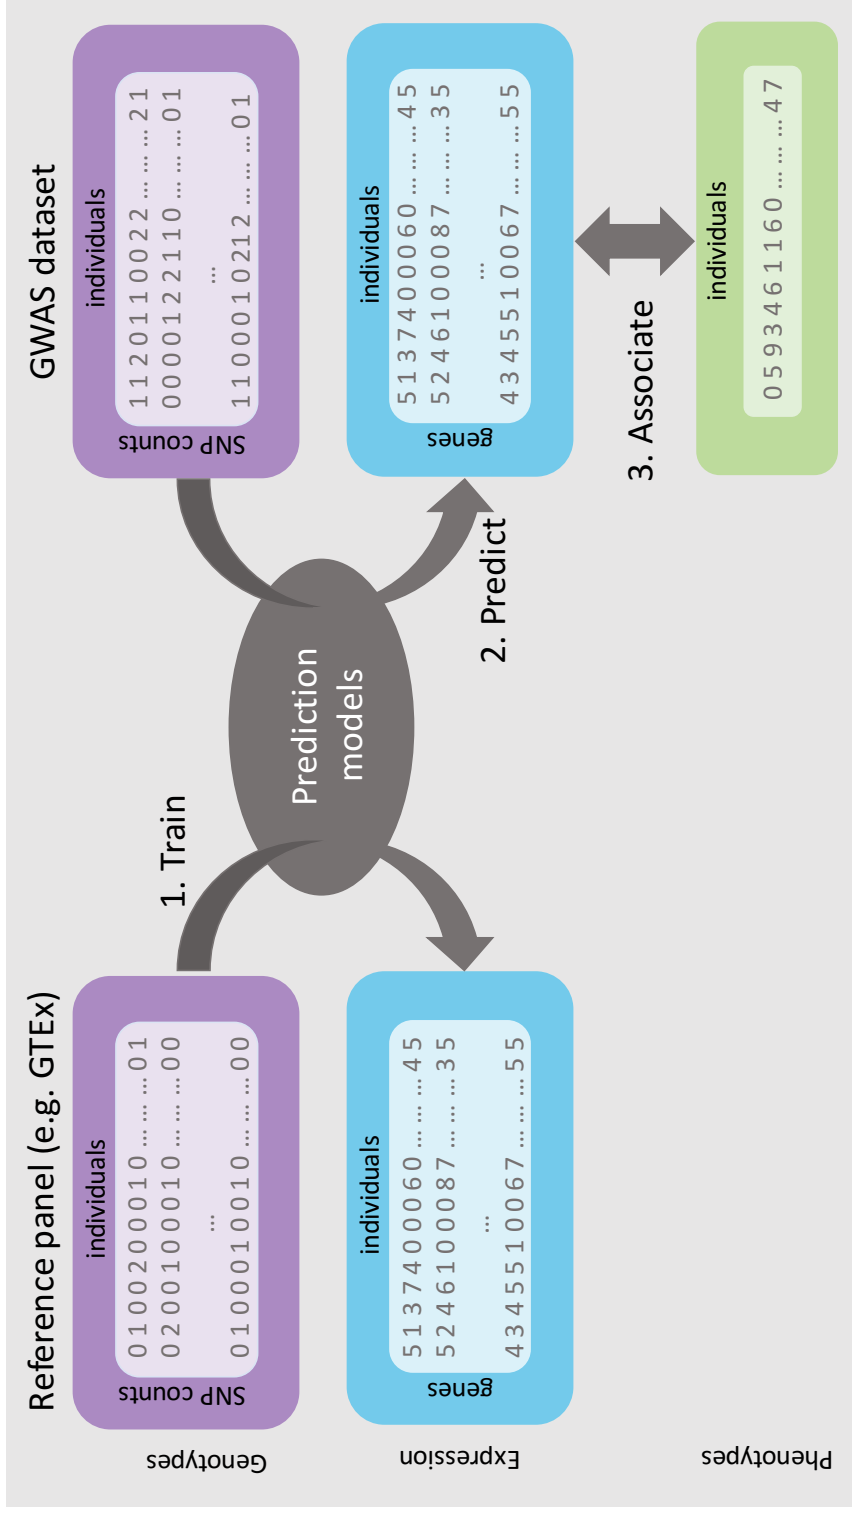 Reference panel (e.g. GTEx)
GWAS dataset
Genotypes
individuals
SNP counts
0 1 0 0 2 0 0 0 0 1 0 ... ... ... 0 1
0 2 0 0 1 0 0 0 0 1 0 ... ... ... 0 0
...
0 1 0 0 0 1 0 0 1 0 ... ... ... 0 0
1. Train
individuals
SNP counts
1 1 2 0 1 1 0 0 2 2 ... ... ... 2 1
0 0 0 0 1 2 2 1 1 0 ... ... ... 0 1
...
1 1 0 0 0 1 0 2 1 2 ... ... ... 0 1
Prediction
models
Expression
individuals
genes
5 1 3 7 4 0 0 0 6 0 ... ... ... 4 5
5 2 4 6 1 0 0 0 8 7 ... ... ... 3 5
...
4 3 4 5 5 1 0 0 6 7 ... ... ... 5 5
2. Predict
individuals
genes
5 1 3 7 4 0 0 0 6 0 ... ... ... 4 5
5 2 4 6 1 0 0 0 8 7 ... ... ... 3 5
...
4 3 4 5 5 1 0 0 6 7 ... ... ... 5 5
3. Associate
Phenotypes
individuals
0 5 9 3 4 6 1 1 6 0 ... ... ... 4 7